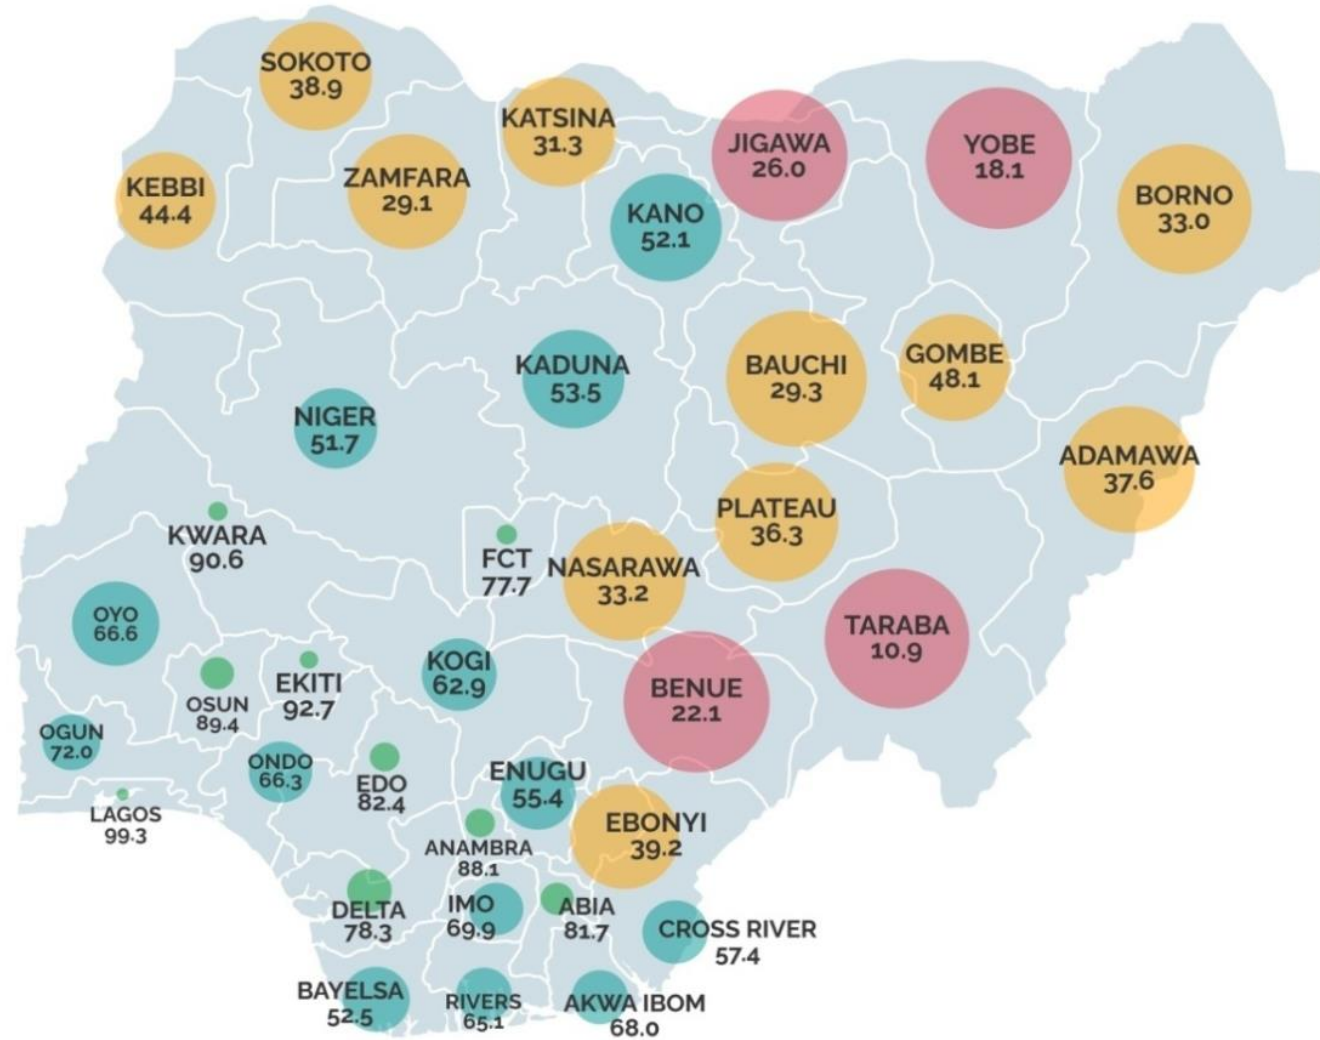 SOKOTO
38.9
KATSINA
31.3
JIGAWA
26.0
YOBE
18.1
KEBBI
44.4
ZAMFARA
29.1
KANO
52.1
BORNO
33.0
KADUNA
53.5
BAUCHI
29.3
GOMBE
48.1
NIGER
51.7
ADAMAWA
37.6
PLATEAU
36.3
KWARA
90.6
FCT
77.7
NASARAWA
33.2
OYO
66.6
TARABA
10.9
KOGI
62.9
BENUE
22.1
OSUN
89.4
EKITI
92.7
OGUN
72.0
ONDO
66.3
EDO
82.4
ENUGU
55.4
LAGOS
99.3
EBONYI
39.2
ANAMBRA
88.1
DELTA
78.3
IMO
69.9
ABIA
81.7
CROSS RIVER
57.4
BAYELSA
52.5
RIVERS
65.1
AKWA IBOM
68.0